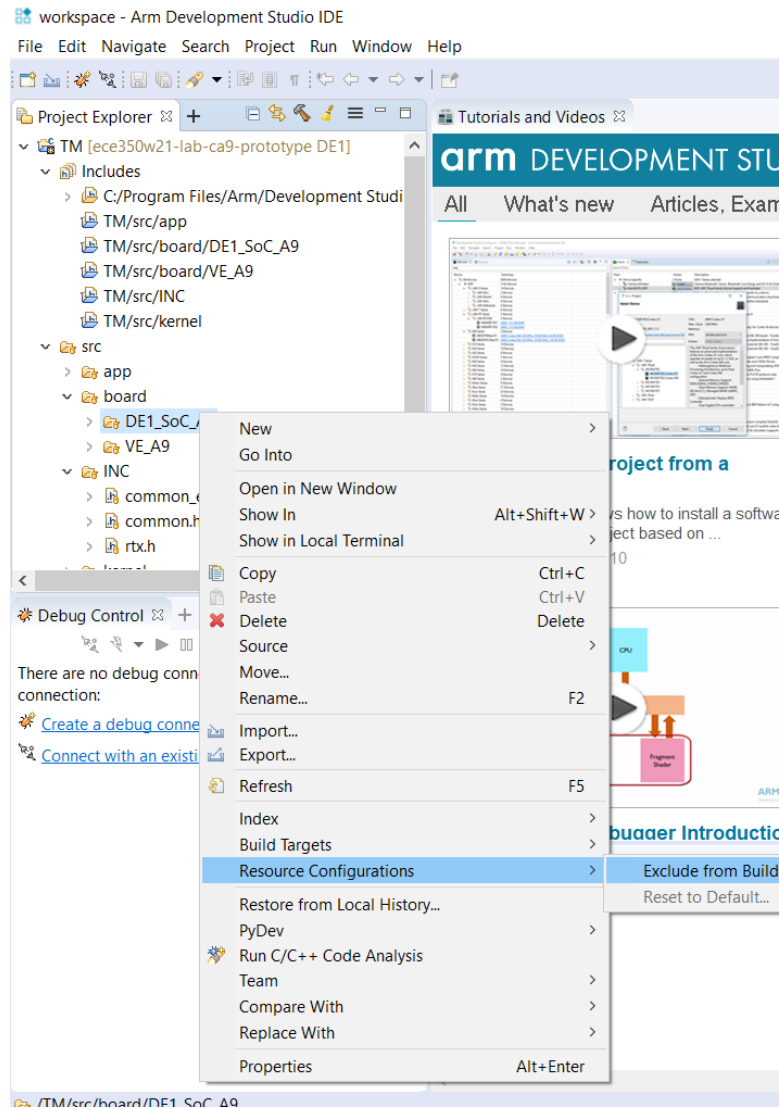 workspace - Arm Development Studio IDE
File Edit Navigate Search Project Run Window Help
Project Explorer
Tutorials and Videos
TM [ece350w21-lab-ca9-prototype DE1]
Includes
C:/Program Files/Arm/Development Studi
TM/src/app
TM/src/board/DE1_SoC_A9
TM/src/board/VE_A9
TM/src/INC
TM/src/kernel
src
app
board
DE1_SoC_A
VE_A9
INC
common_e
common.h
rtx.h
kernel
arm DEVELOPMENT STU
All What's new Articles, Exam
roject from a
vs how to install a softwa
ject based on ...
10
CPU
Fragment
Shader
ARM
bugger Introductio
Debug Control
There are no debug conn
connection:
Create a debug conne
Connect with an existi
New
Go Into
Open in New Window
Show In Alt+Shift+W
Show in Local Terminal
Copy Ctrl+C
Paste Ctrl+V
Delete Delete
Source
Move...
Rename... F2
Import...
Export...
Refresh F5
Index
Build Targets
Resource Configurations
Exclude from Build
Reset to Default...
Restore from Local History...
PyDev
Run C/C++ Code Analysis
Team
Compare With
Replace With
Properties Alt+Enter
/TM/src/board/DE1_SoC_A9